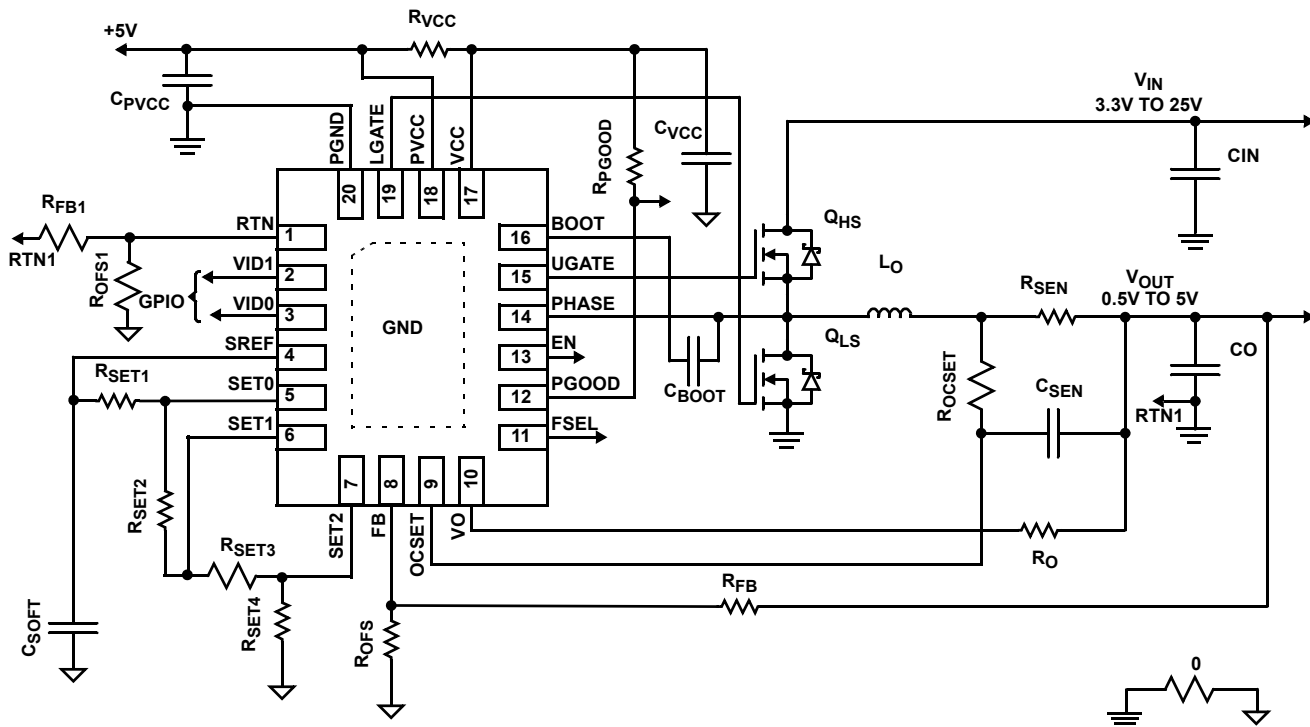 RVCC
+5V
CPVCC
PGND
LGATE
PVCC
VCC
RPGOOD
CVCC
VIN
3.3V TO 25V
CIN
20
19
18
17
RFB1
RTN1
ROFS1
GPIO
RTN
1
VID1
2
VID0
3
SREF
4
SET0
5
SET1
6
GND
16
BOOT
15
UGATE
14
PHASE
13
EN
12
PGOOD
11
FSEL
QHS
QLS
CBOOT
LO
RSEN
VOUT
0.5V TO 5V
ROCSET
CSEN
CO
RTN1
RSET1
RSET2
RSET3
RSET4
CSOFT
7
8
9
10
SET2
FB
OCSET
VO
RO
RFB
ROFS
0